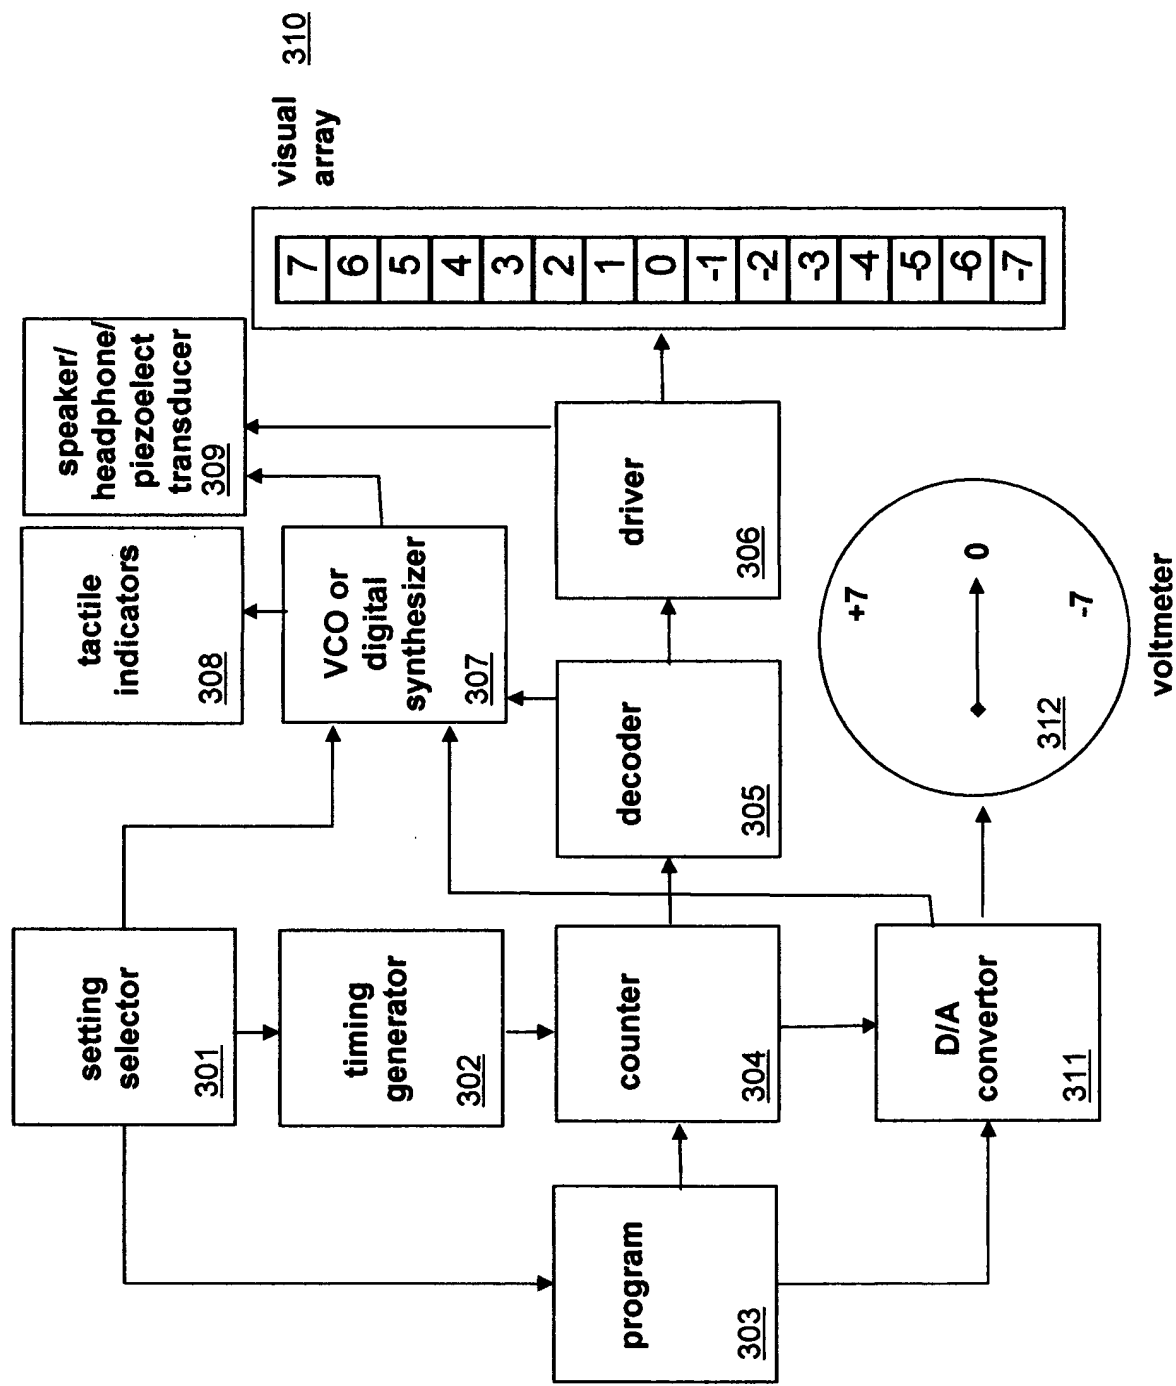 setting
selector
301
timing
generator
302
program
303
counter
304
decoder
305
driver
306
VCO or
digital
synthesizer
307
tactile
indicators
308
speaker/
headphone/
piezoelect
transducer
309
visual
array
310
7
6
5
4
3
2
1
0
-1
-2
-3
-4
-5
-6
-7
D/A
convertor
311
+7
0
-7
312
voltmeter